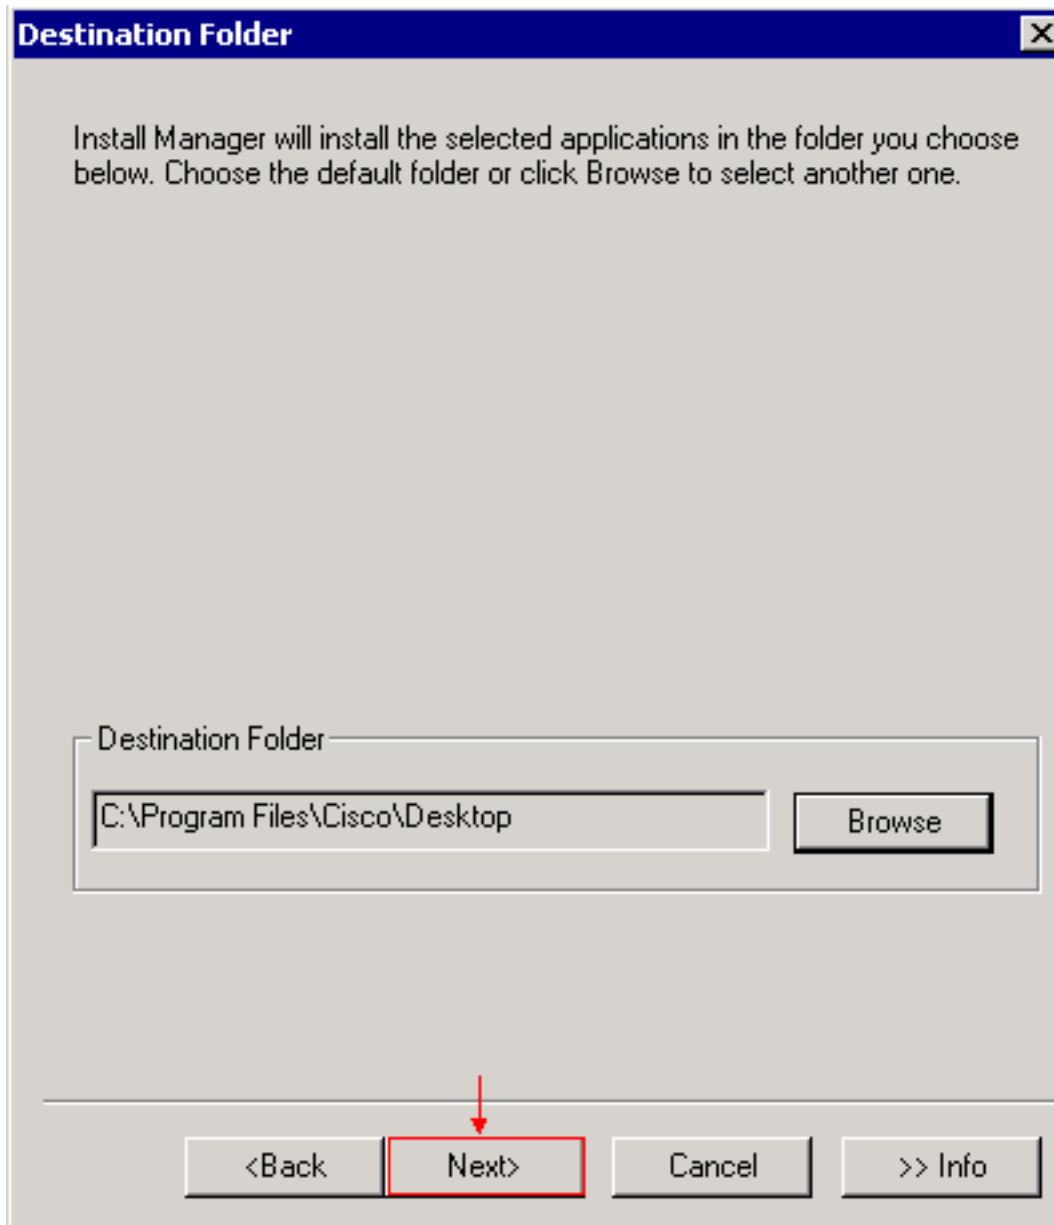 Destination Folder
Install Manager will install the selected applications in the folder you choose
below. Choose the default folder or click Browse to select another one.
Destination Folder
C:\Program Files\Cisco\Desktop
Browse
<Back
Next>
Cancel
>> Info